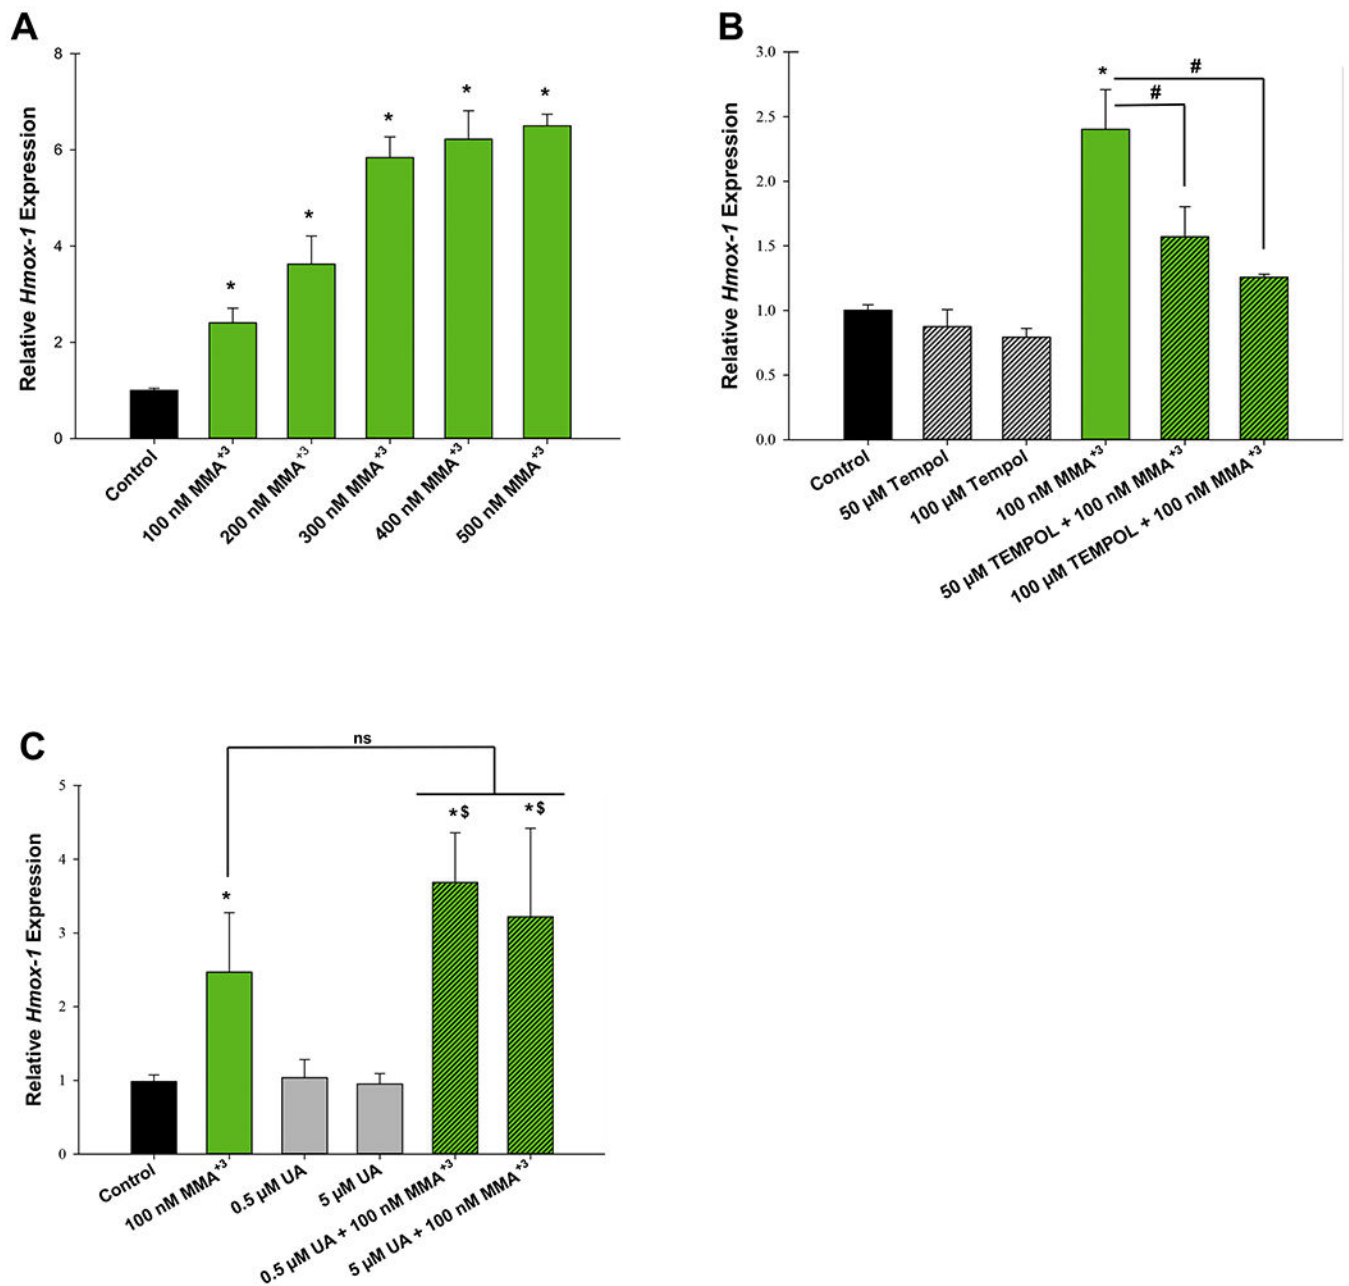 A
Relative Hmox-1 Expression
8
6
4
2
0
*
*
*
*
*
Control
100 nM MMA⁺³
200 nM MMA⁺³
300 nM MMA⁺³
400 nM MMA⁺³
500 nM MMA⁺³
B
Relative Hmox-1 Expression
3.0
2.5
2.0
1.5
1.0
0.5
0.0
*
#
#
Control
50 µM Tempol
100 µM Tempol
100 nM MMA⁺³
50 µM TEMPOL + 100 nM MMA⁺³
100 µM TEMPOL + 100 nM MMA⁺³
C
Relative Hmox-1 Expression
5
4
3
2
1
0
ns
*
* $
* $
Control
100 nM MMA⁺³
0.5 µM UA
5 µM UA
0.5 µM UA + 100 nM MMA⁺³
5 µM UA + 100 nM MMA⁺³